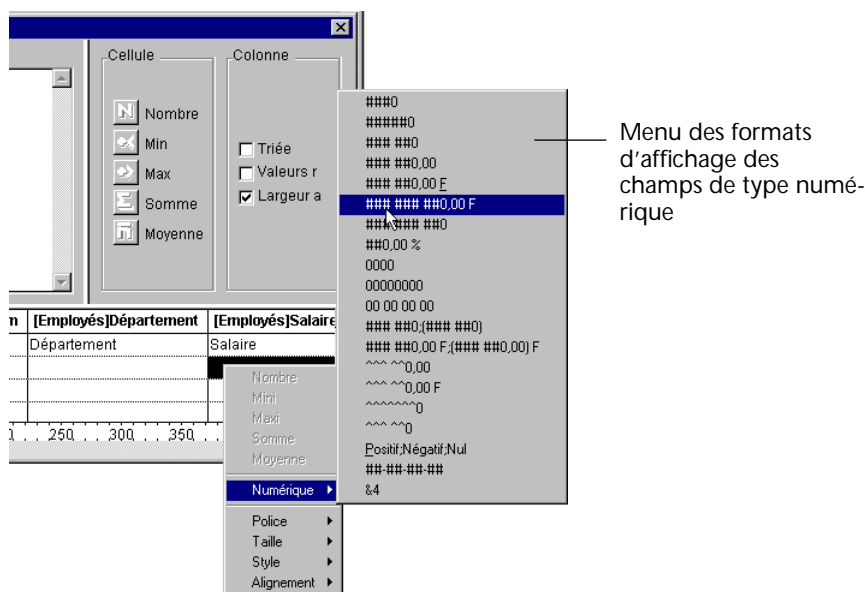 Cellule
Colonne
Nombre
Min
Max
Somme
Moyenne
Triée
Valeurs r
Largeur a
###0
#####0
### ##0
### ##0,00
### ##0,00 F
### ### ##0,00 F
### ### ##0
##0,00 %
0000
00000000
00 00 00 00
### ##0;(### ##0)
### ##0,00 F;(### ##0,00) F
^^^ ^^0,00
^^^ ^^0,00 F
^^^^^^^0
^^^ ^^0
Positif;Négatif;Nul
##-##-##-##
&4
Menu des formats
d'affichage des
champs de type numé-
rique
m [Employés]Département [Employés]Salaire
Département Salaire
250 300 350
Nombre
Mini
Maxi
Somme
Moyenne
Numérique
Police
Taille
Style
Alignement